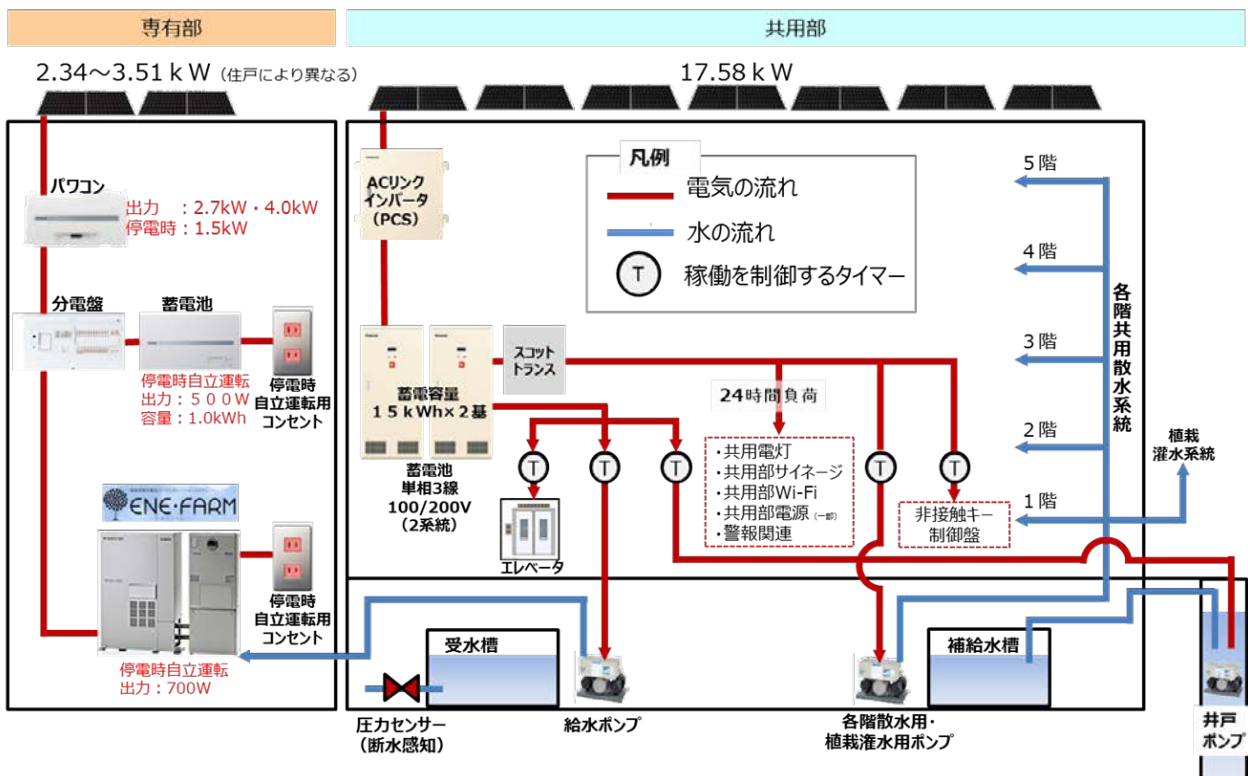 専有部
共用部
2.34～3.51ｋW（住戸により異なる）
17.58ｋW
パワコン
出力　：2.7kW・4.0kW
停電時：1.5kW
分電盤
蓄電池
停電時自立運転
出力：５００W
容量：1.0kWh
停電時
自立運転用
コンセント
ENE・FARM
停電時
自立運転用
コンセント
停電時自立運転
出力：700W
ACリンク
インバータ
(PCS)
凡例
電気の流れ
水の流れ
T
稼働を制御するタイマー
蓄電容量
１５ｋWh×２基
スコット
トランス
蓄電池
単相3線
100/200V
（2系統）
T
T
T
T
T
エレベータ
24時間負荷
・共用電灯
・共用部サイネージ
・共用部Wi-Fi
・共用部電源（一部）
・警報関連
非接触キー
制御盤
５階
４階
３階
２階
１階
各階共用散水系統
植栽
灌水系統
受水槽
補給水槽
圧力センサー
（断水感知）
給水ポンプ
各階散水用・
植栽潅水用ポンプ
井戸
ポンプ